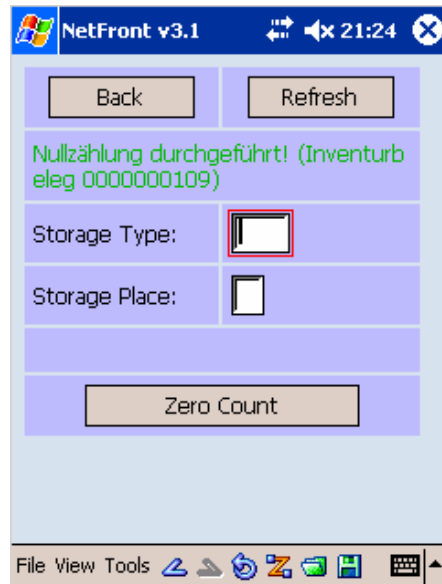 NetFront v3.1 21:24
Back Refresh
Nullzählung durchgeführt! (Inventurb
eleg 0000000109)
Storage Type:
Storage Place:
Zero Count
File View Tools